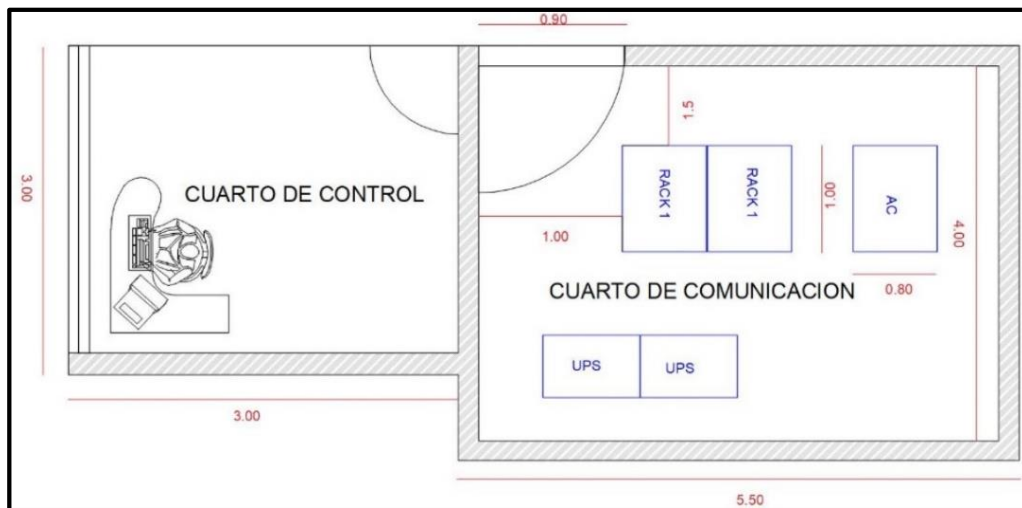 0.90
3.00
CUARTO DE CONTROL
1.5
RACK 1
RACK 1
1.00
AC
4.00
1.00
0.80
CUARTO DE COMUNICACION
UPS
UPS
3.00
5.50